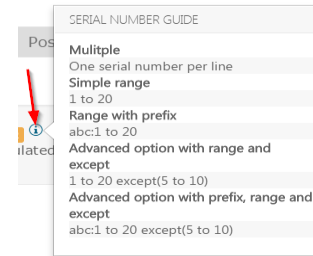 SERIAL NUMBER GUIDE
Pos
Mulitple
One serial number per line
Simple range
1 to 20
Range with prefix
abc:1 to 20
Advanced option with range and
except
1 to 20 except(5 to 10)
Advanced option with prefix, range and
except
abc:1 to 20 except(5 to 10)
i
ulated